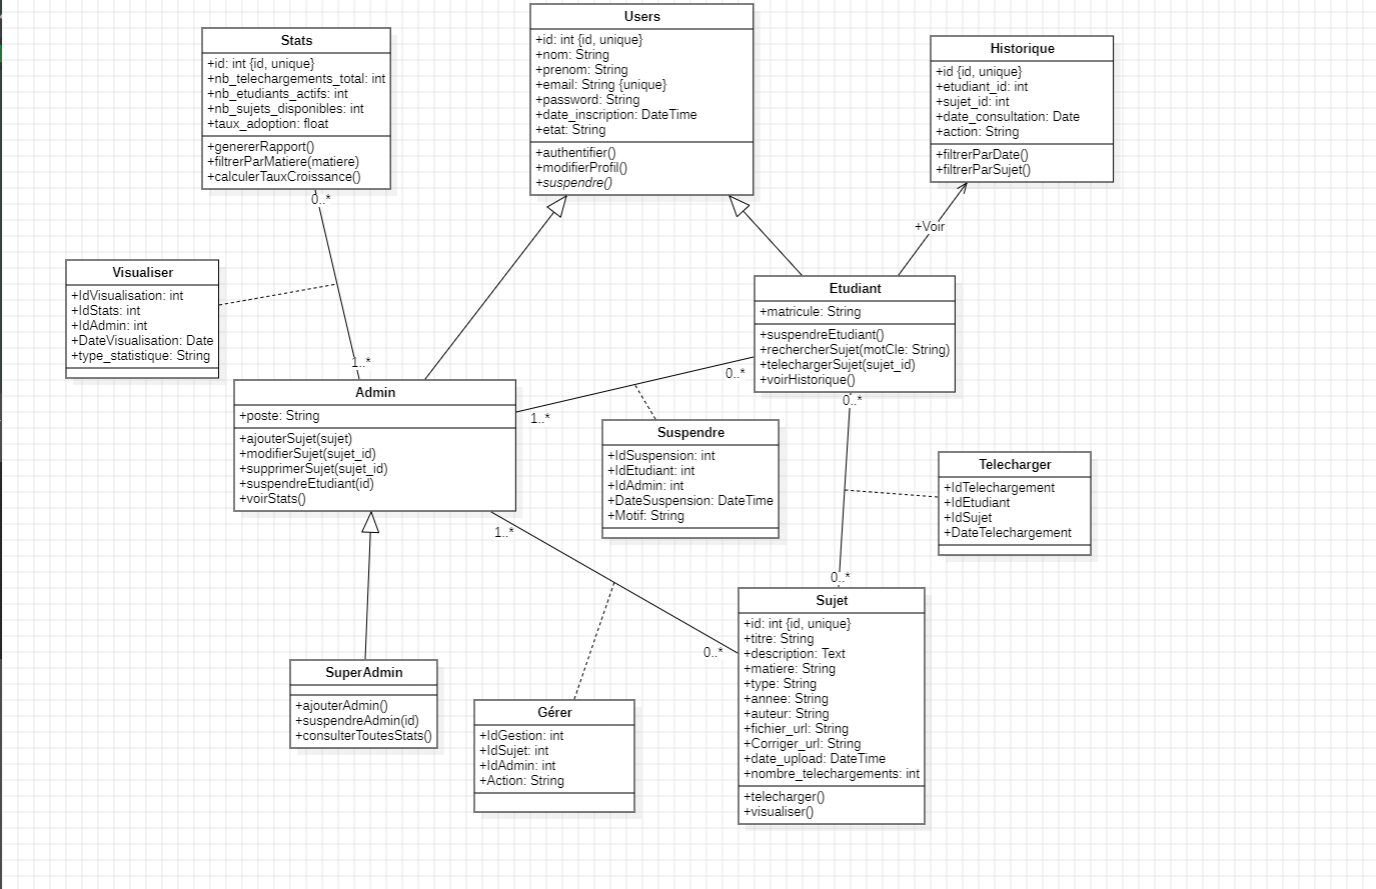 Stats
+id: int {id, unique}
+nb_telechargements_total: int
+nb_etudiants_actifs: int
+nb_sujets_disponibles: int
+taux_adoption: float
+genererRapport()
+filtrerParMatiere(matiere)
+calculerTauxCroissance()
0..*
Users
+id: int {id, unique}
+nom: String
+prenom: String
+email: String {unique}
+password: String
+date_inscription: DateTime
+etat: String
+authentifier()
+modifierProfil()
+suspendre()
Historique
+id {id, unique}
+etudiant_id: int
+sujet_id: int
+date_consultation: Date
+action: String
+filtrerParDate()
+filtrerParSujet()
+Voir
Visualiser
+IdVisualisation: int
+IdStats: int
+IdAdmin: int
+DateVisualisation: Date
+type_statistique: String
1..*
Etudiant
+matricule: String
+suspendreEtudiant()
+rechercherSujet(motCle: String)
+telechargerSujet(sujet_id)
+voirHistorique()
0..*
0..*
Admin
+poste: String
+ajouterSujet(sujet)
+modifierSujet(sujet_id)
+supprimerSujet(sujet_id)
+suspendreEtudiant(id)
+voirStats()
1..*
1..*
Suspendre
+IdSuspension: int
+IdEtudiant: int
+IdAdmin: int
+DateSuspension: DateTime
+Motif: String
Telecharger
+IdTelechargement
+IdEtudiant
+IdSujet
+DateTelechargement
0..*
0..*
SuperAdmin
+ajouterAdmin()
+suspendreAdmin(id)
+consulterToutesStats()
Gérer
+IdGestion: int
+IdSujet: int
+IdAdmin: int
+Action: String
Sujet
+id: int {id, unique}
+titre: String
+description: Text
+matiere: String
+type: String
+annee: String
+auteur: String
+fichier_url: String
+Corriger_url: String
+date_upload: DateTime
+nombre_telechargements: int
+telecharger()
+visualiser()